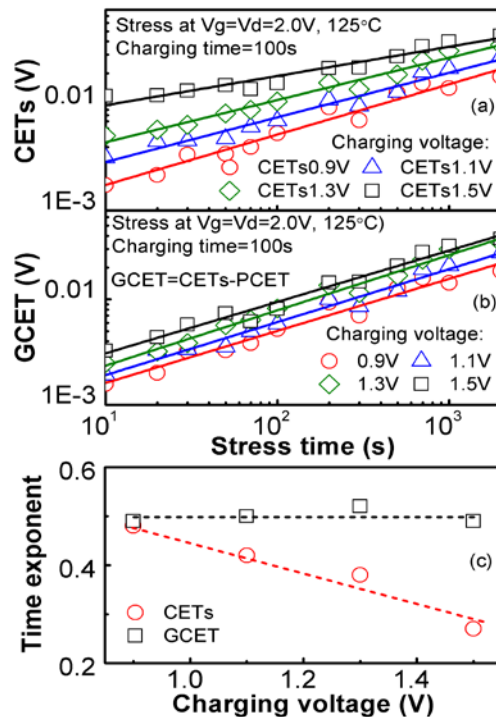 Stress at Vg=Vd=2.0V, 125°C
Charging time=100s
CETs (V)
0.01
1E-3
(a)
Charging voltage:
CETs0.9V CETs1.1V
CETs1.3V CETs1.5V
Stress at Vg=Vd=2.0V, 125°C)
Charging time=100s
GCET=CETs-PCET
GCET (V)
0.01
1E-3
(b)
Charging voltage:
0.9V 1.1V
1.3V 1.5V
10^1 10^2 10^3
Stress time (s)
Time exponent
0.6
0.4
0.2
(c)
CETs
GCET
1.0 1.2 1.4
Charging voltage (V)